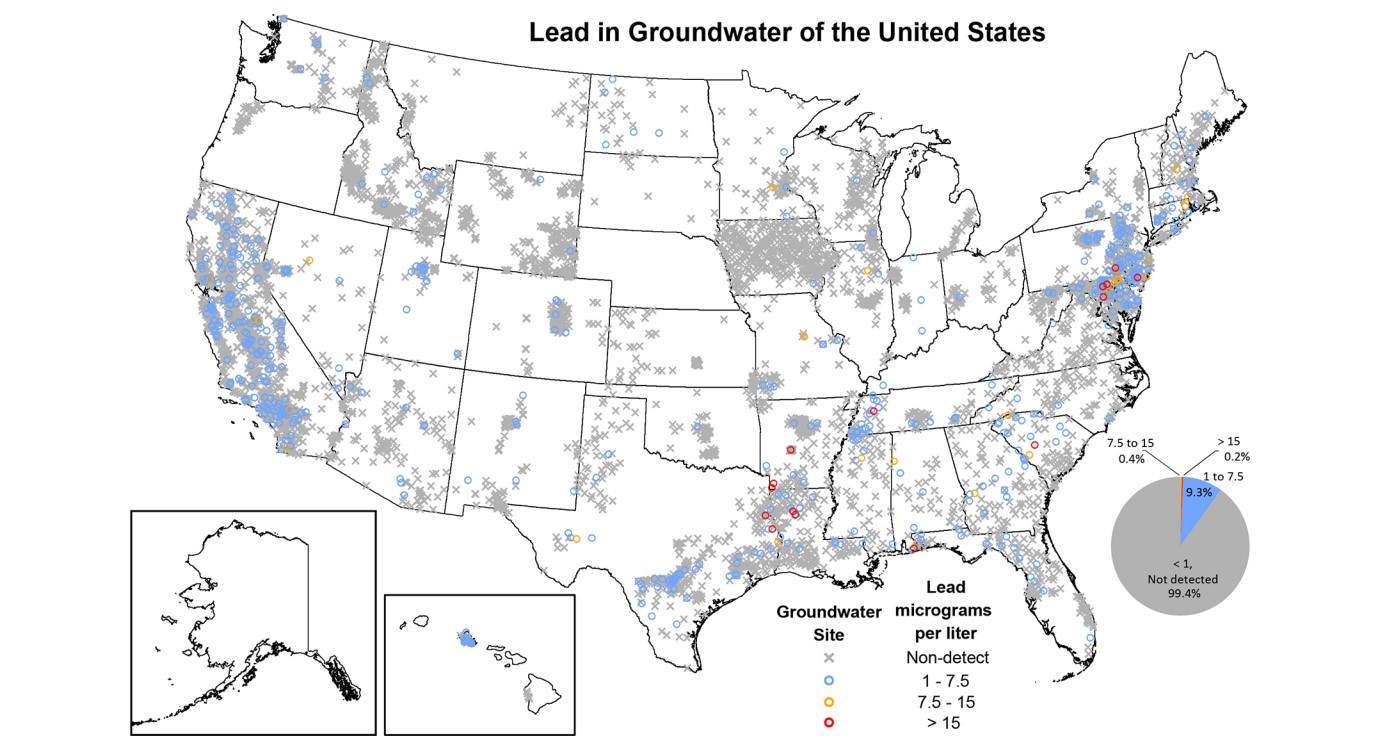 Lead in Groundwater of the United States
7.5 to 15
0.4%
> 15
0.2%
1 to 7.5
9.3%
< 1,
Not detected
99.4%
Groundwater
Site
Lead
micrograms
per liter
Non-detect
1 - 7.5
7.5 - 15
> 15